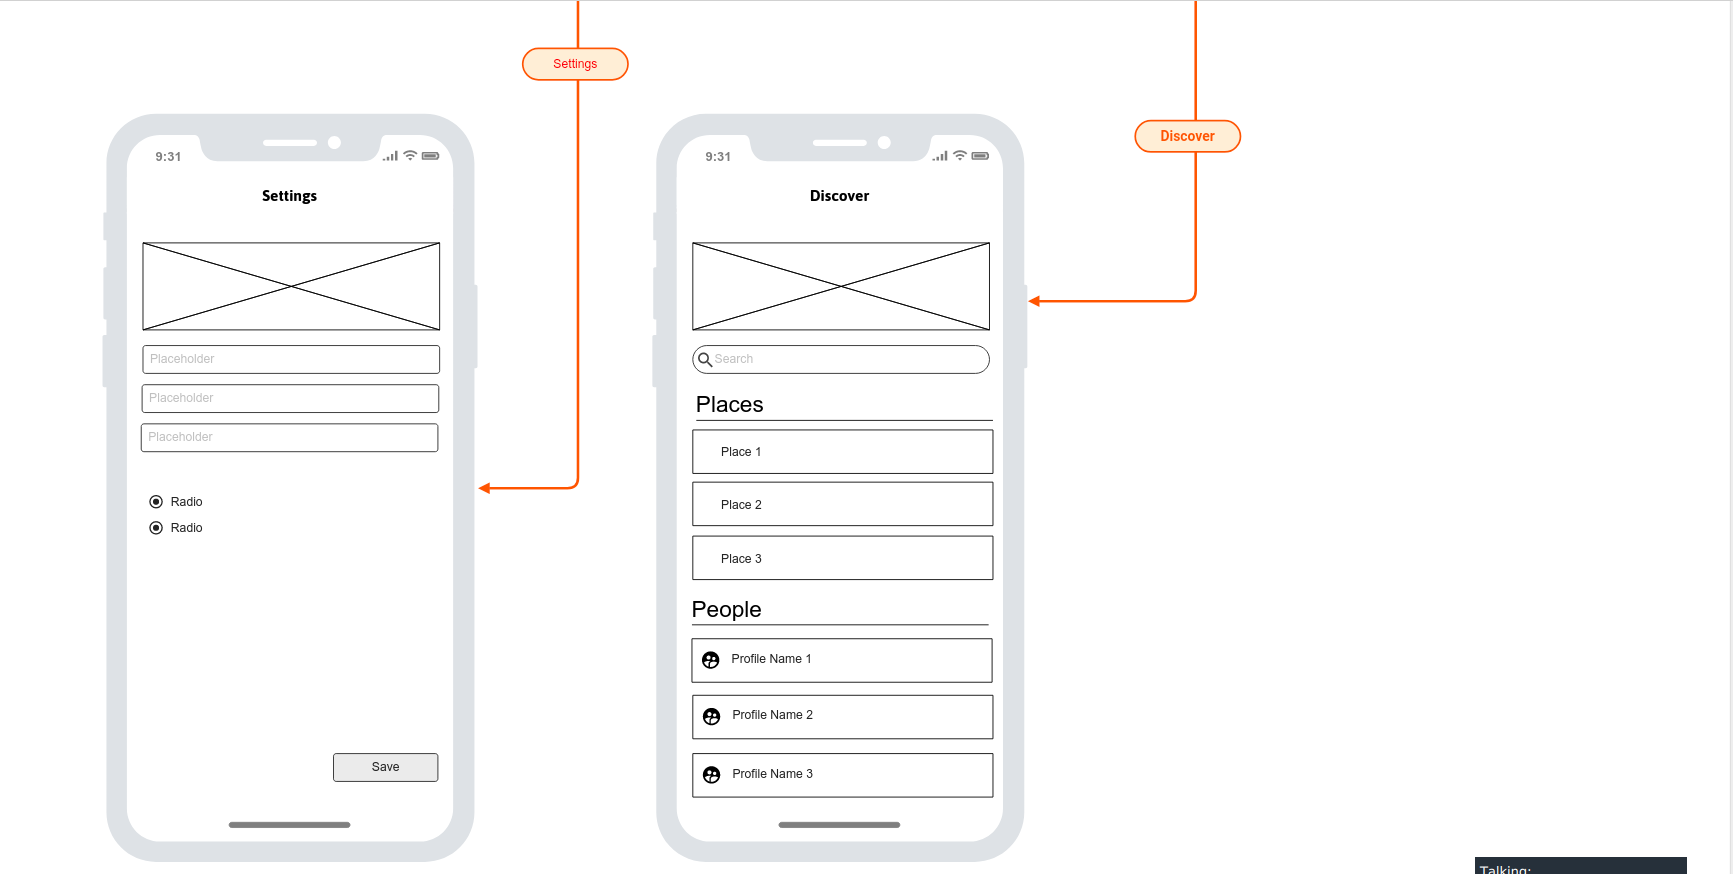 Settings
Discover
9:31
Settings
Placeholder
Placeholder
Placeholder
Radio
Radio
Save
9:31
Discover
Search
Places
Place 1
Place 2
Place 3
People
Profile Name 1
Profile Name 2
Profile Name 3
Talking: